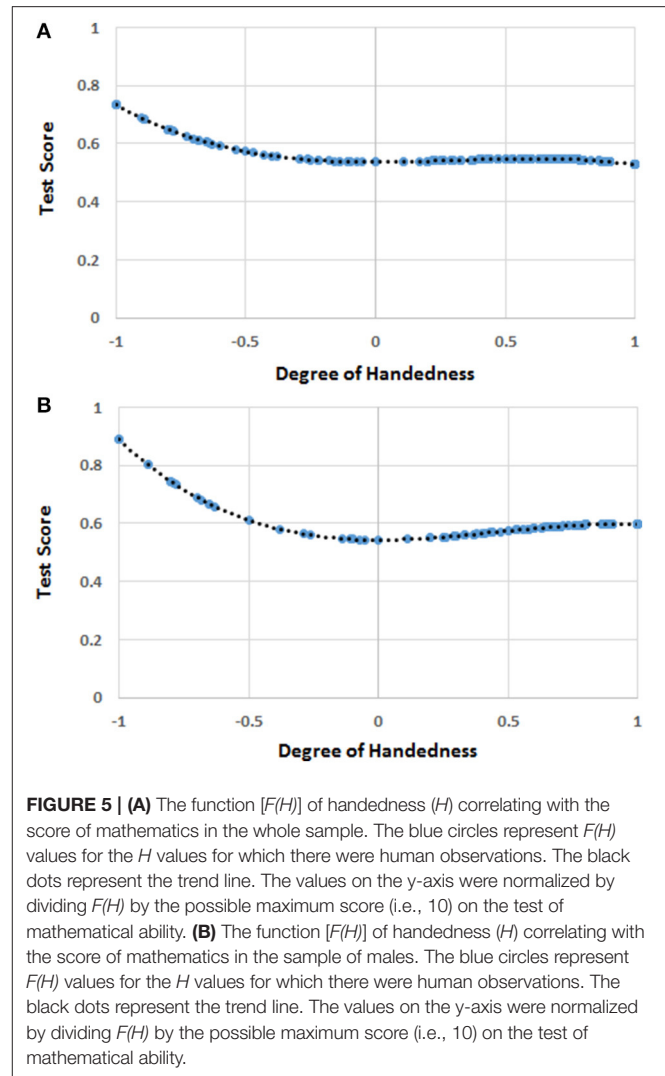 A
1
0.8
0.6
0.4
0.2
0
-1 -0.5 0 0.5 1
Test Score
Degree of Handedness
B
1
0.8
0.6
0.4
0.2
0
-1 -0.5 0 0.5 1
Test Score
Degree of Handedness
FIGURE 5 | (A) The function [F(H)] of handedness (H) correlating with the
score of mathematics in the whole sample. The blue circles represent F(H)
values for the H values for which there were human observations. The black
dots represent the trend line. The values on the y-axis were normalized by
dividing F(H) by the possible maximum score (i.e., 10) on the test of
mathematical ability. (B) The function [F(H)] of handedness (H) correlating with
the score of mathematics in the sample of males. The blue circles represent
F(H) values for the H values for which there were human observations. The
black dots represent the trend line. The values on the y-axis were normalized
by dividing F(H) by the possible maximum score (i.e., 10) on the test of
mathematical ability.